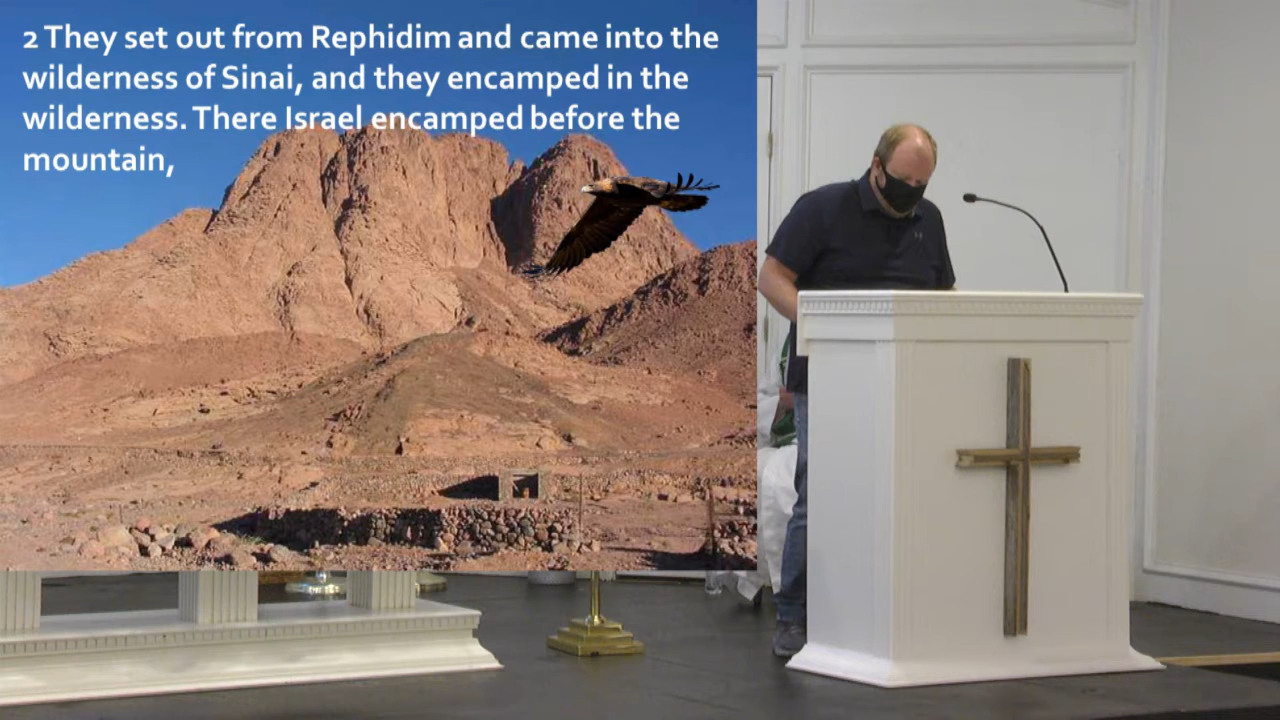 2 They set out from Rephidim and came into the
wilderness of Sinai, and they encamped in the
wilderness. There Israel encamped before the
mountain,